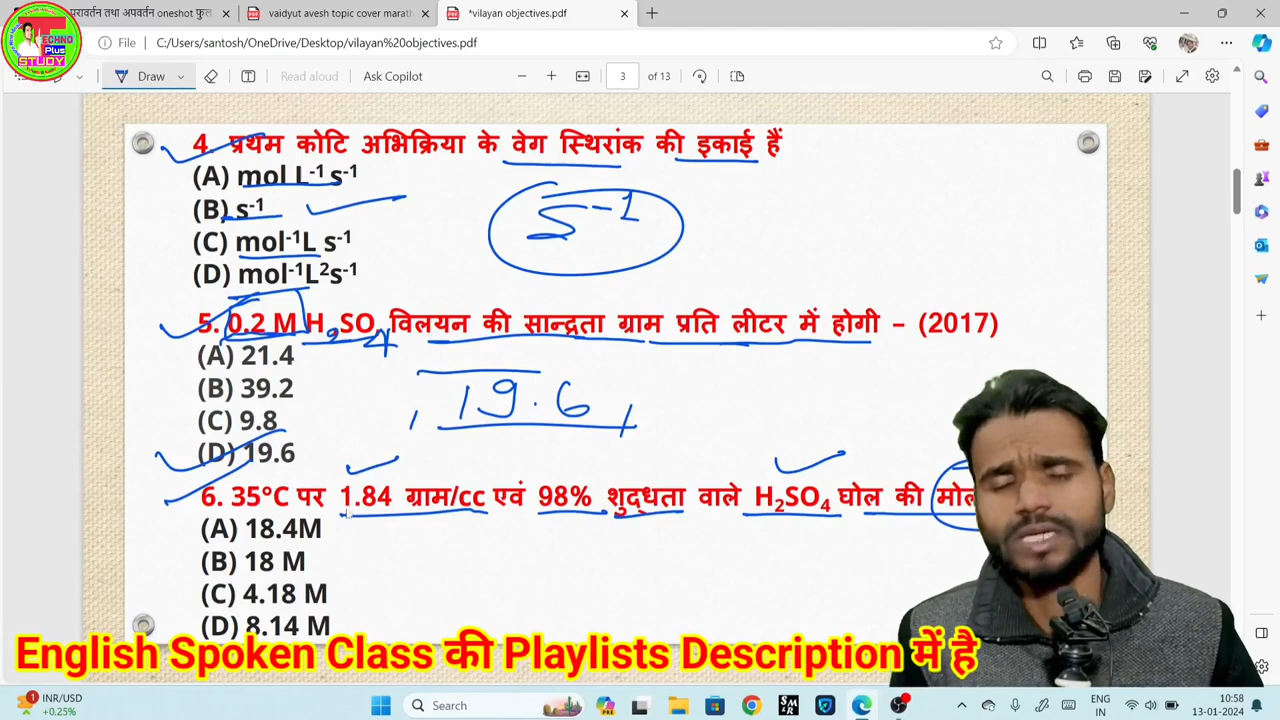 परावर्तन तथा अपवर्तन oneshot फुल
vaidyut avesh topic cover marat
*vilayan objectives.pdf
TECHNO
Plus
STUDY
File
C:/Users/santosh/OneDrive/Desktop/vilayan%20objectives.pdf
Draw
Read aloud
Ask Copilot
3
of 13
4. प्रथम कोटि अभिक्रिया के वेग स्थिरांक की इकाई हैं
(A) mol L⁻¹ s⁻¹
(B) s⁻¹
S⁻¹
(C) mol⁻¹L s⁻¹
(D) mol⁻¹L²s⁻¹
5. 0.2 M H₂SO₄ विलयन की सान्द्रता ग्राम प्रति लीटर में होगी – (2017)
(A) 21.4
(B) 39.2
19.6
(C) 9.8
(D) 19.6
6. 35°C पर 1.84 ग्राम/cc एवं 98% शुद्धता वाले H₂SO₄ घोल की
(A) 18.4M
(B) 18 M
(C) 4.18 M
(D) 8.14 M
English Spoken Class की Playlists Description में है
INR/USD
+0.25%
Search
ENG
IN
10:58
13-01-2024